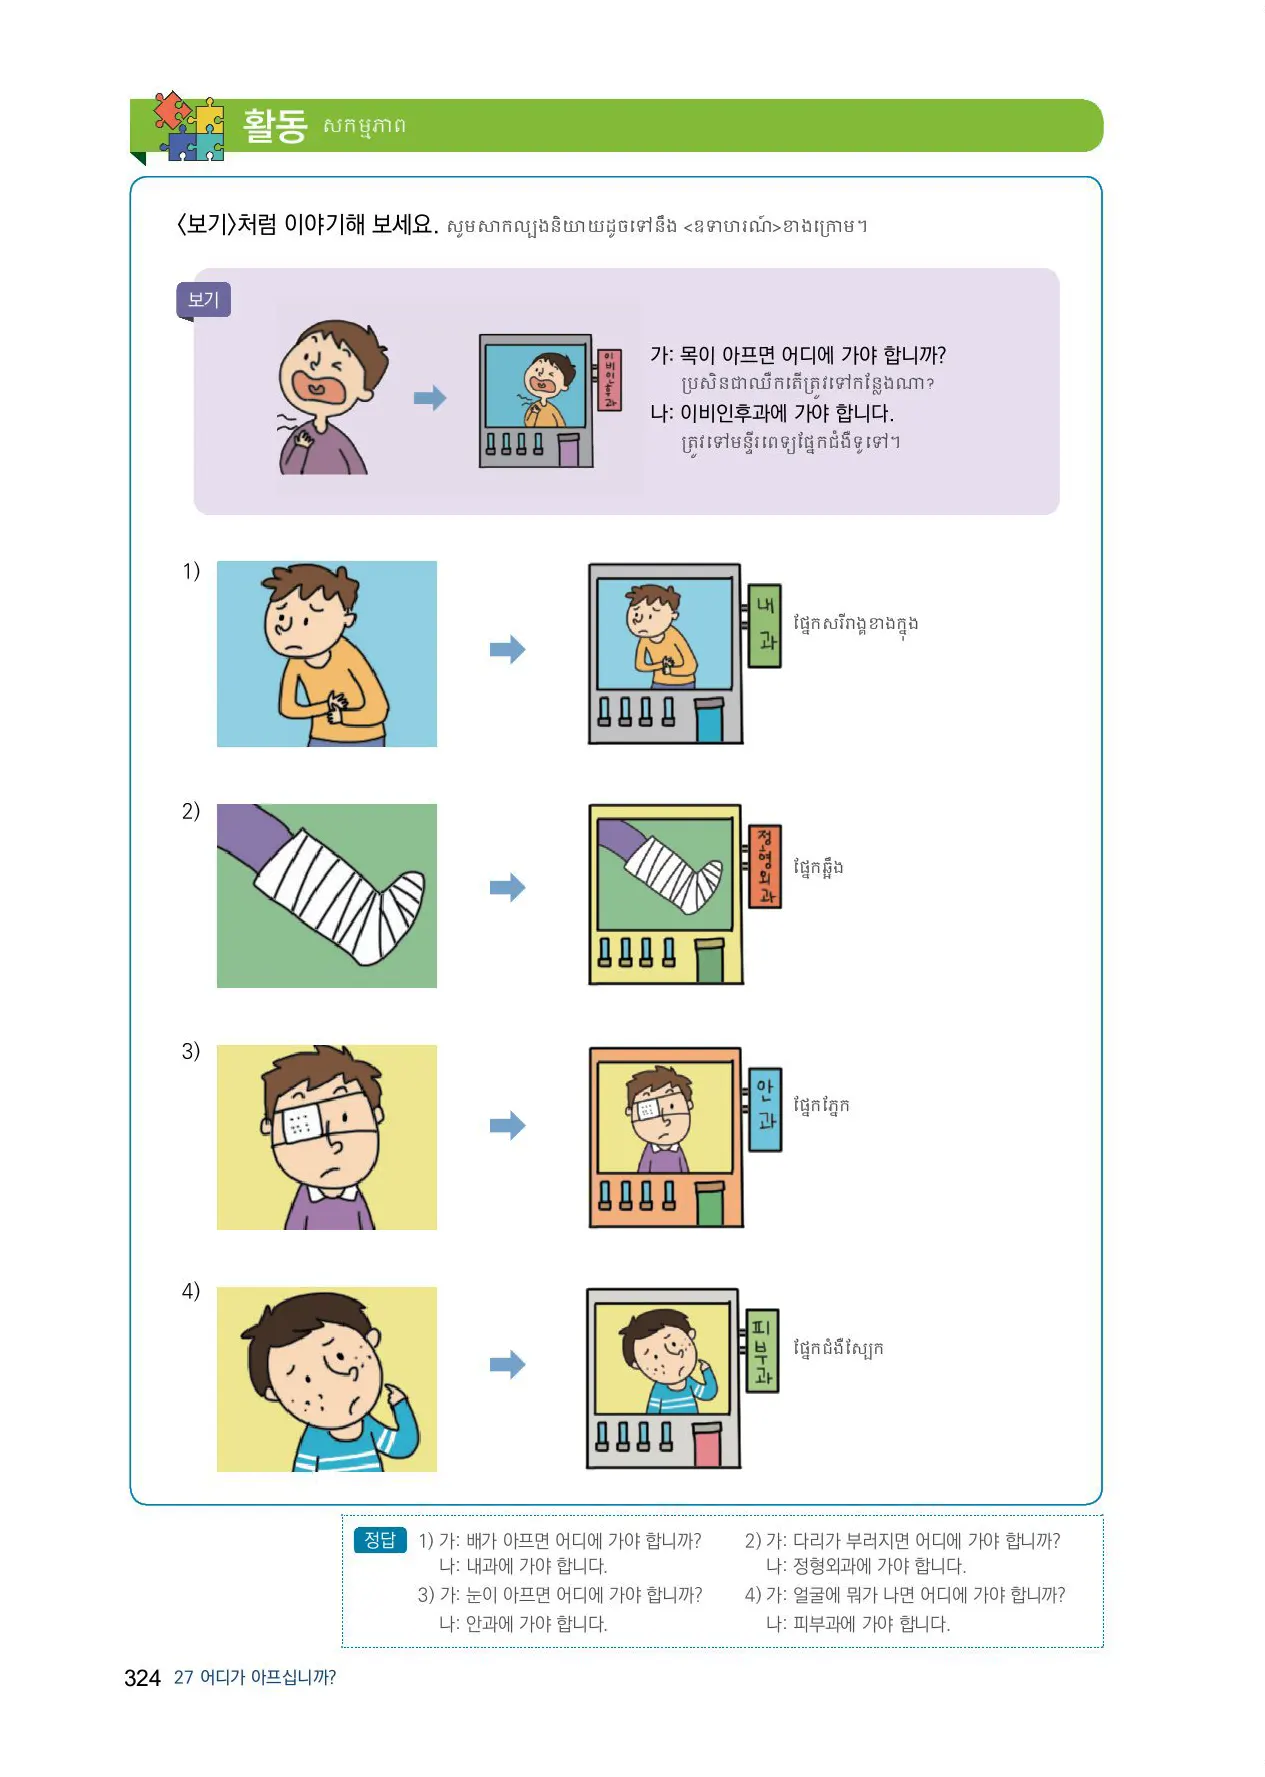 활동 សកម្មភាព
<보기>처럼 이야기해 보세요. សូមសាកល្បងនិយាយដូចទៅនឹង <ឧទាហរណ៍>ខាងក្រោម។
보기
이비인후과
가: 목이 아프면 어디에 가야 합니까?
ប្រសិនជាឈឺកតើត្រូវទៅកន្លែងណា?
나: 이비인후과에 가야 합니다.
ត្រូវទៅមន្ទីរពេទ្យផ្នែកជំងឺទូទៅ។
1)
내과
ផ្នែកសរីរាង្គខាងក្នុង
2)
정형외과
ផ្នែកឆ្អឹង
3)
안과
ផ្នែកភ្នែក
4)
피부과
ផ្នែកជំងឺស្បែក
정답
1) 가: 배가 아프면 어디에 가야 합니까?
나: 내과에 가야 합니다.
2) 가: 다리가 부러지면 어디에 가야 합니까?
나: 정형외과에 가야 합니다.
3) 가: 눈이 아프면 어디에 가야 합니까?
나: 안과에 가야 합니다.
4) 가: 얼굴에 뭐가 나면 어디에 가야 합니까?
나: 피부과에 가야 합니다.
324 27 어디가 아프십니까?